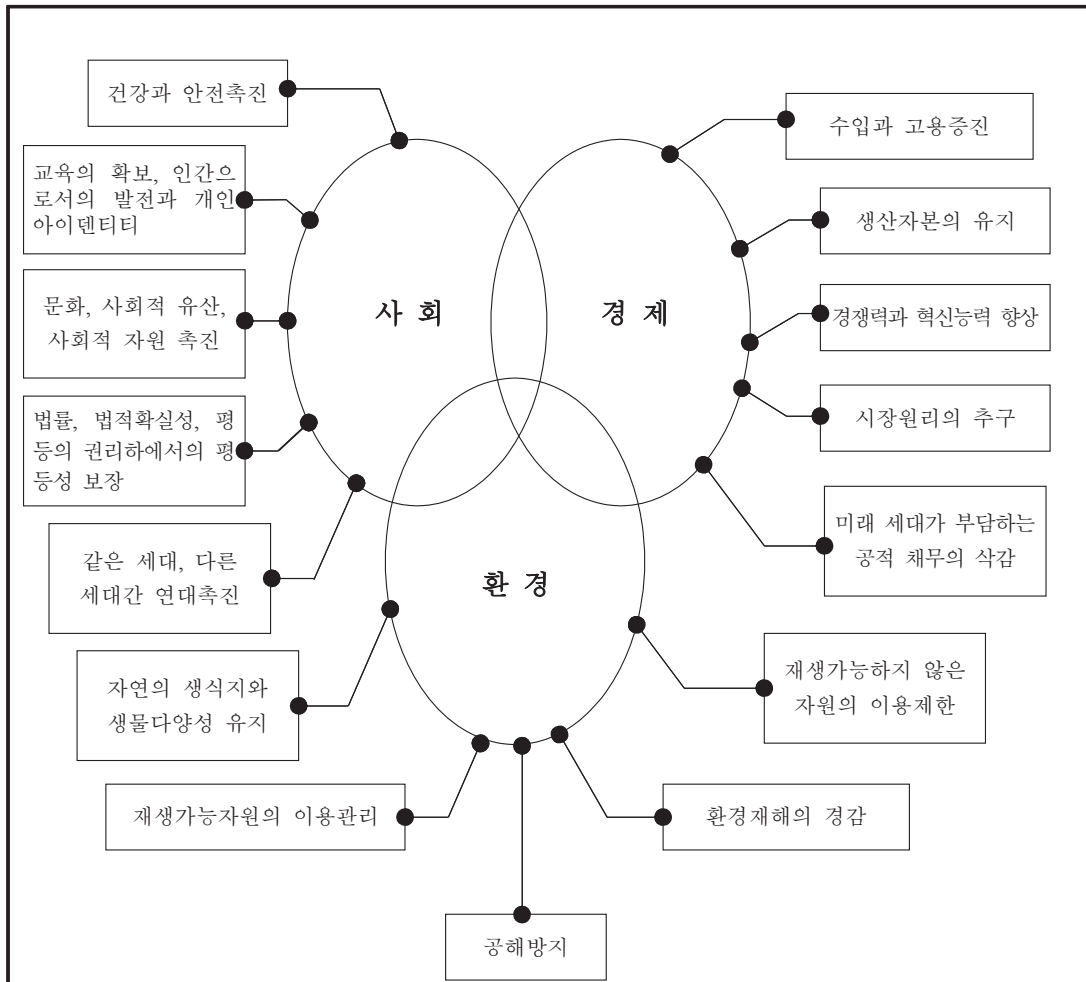 건강과 안전촉진
수입과 고용증진
교육의 확보, 인간으
로서의 발전과 개인
아이덴티티
생산자본의 유지
문화, 사회적 유산,
사회적 자원 촉진
사 회
경 제
경쟁력과 혁신능력 향상
법률, 법적확실성, 평
등의 권리하에서의 평
등성 보장
시장원리의 추구
미래 세대가 부담하는
공적 채무의 삭감
같은 세대, 다른
세대간 연대촉진
환 경
자연의 생식지와
생물다양성 유지
재생가능하지 않은
자원의 이용제한
재생가능자원의 이용관리
환경재해의 경감
공해방지